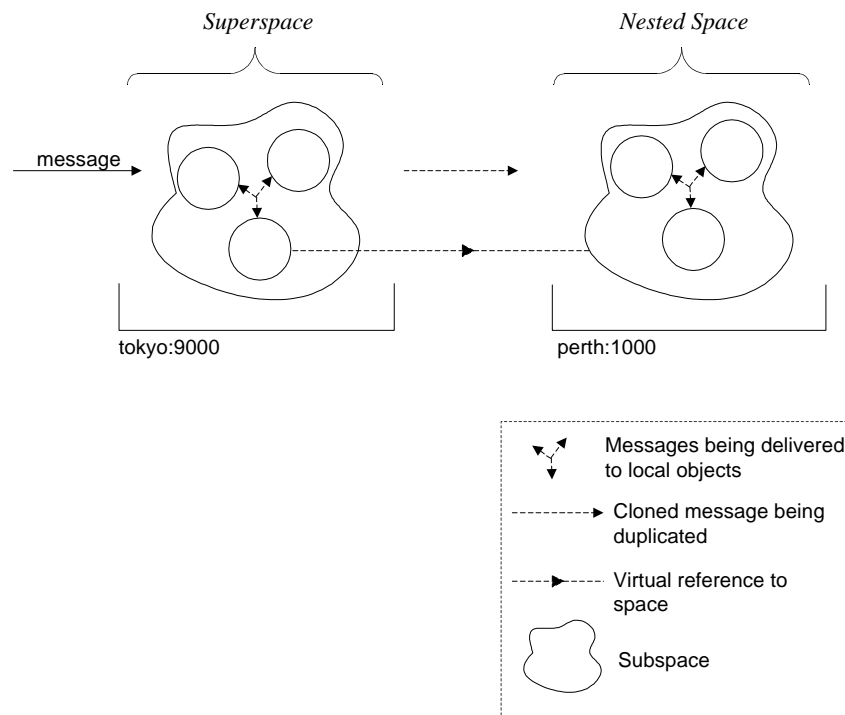 Superspace
Nested Space
message
tokyo:9000
perth:1000
Messages being delivered
to local objects
Cloned message being
duplicated
Virtual reference to
space
Subspace